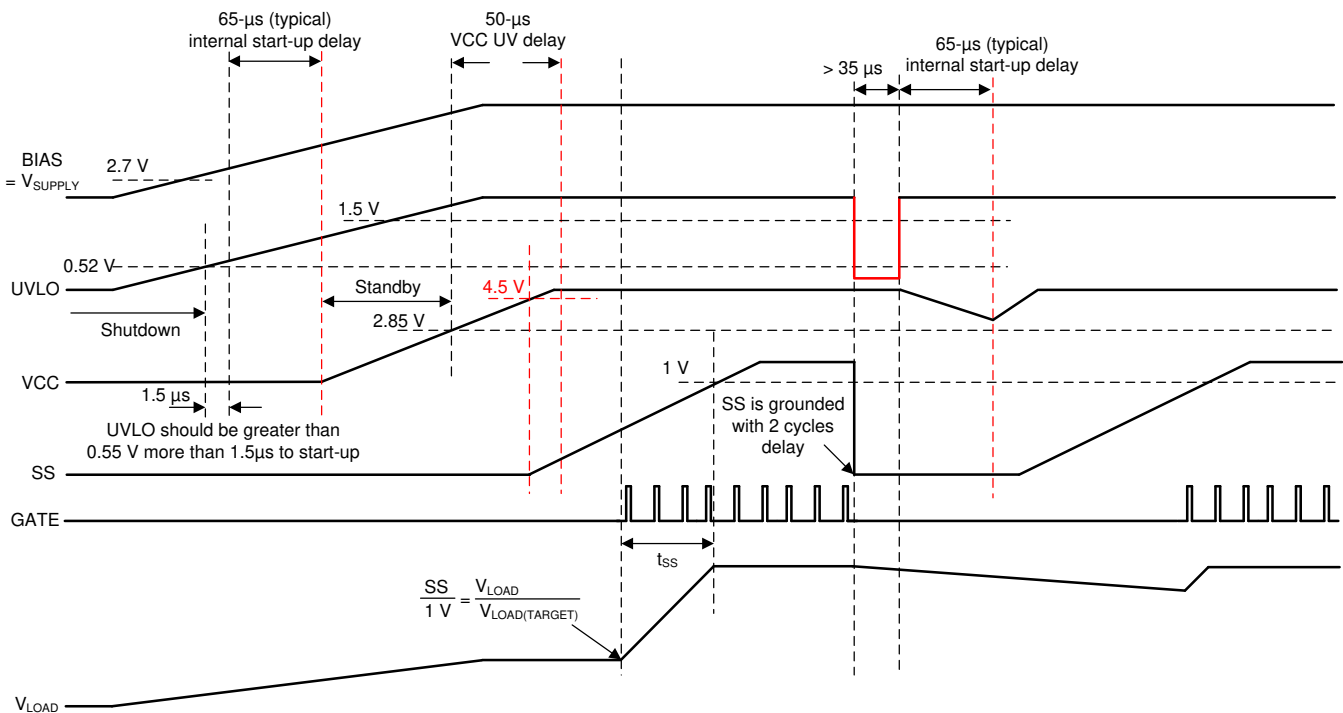 65-µs (typical)
internal start-up delay
50-µs
VCC UV delay
65-µs (typical)
internal start-up delay
> 35 µs
BIAS
= VSUPPLY
2.7 V
1.5 V
0.52 V
UVLO
Standby
4.5 V
Shutdown
2.85 V
VCC
1 V
1.5 µs
UVLO should be greater than
0.55 V more than 1.5µs to start-up
SS is grounded
with 2 cycles
delay
SS
GATE
tSS
SS / 1 V = VLOAD / VLOAD(TARGET)
VLOAD